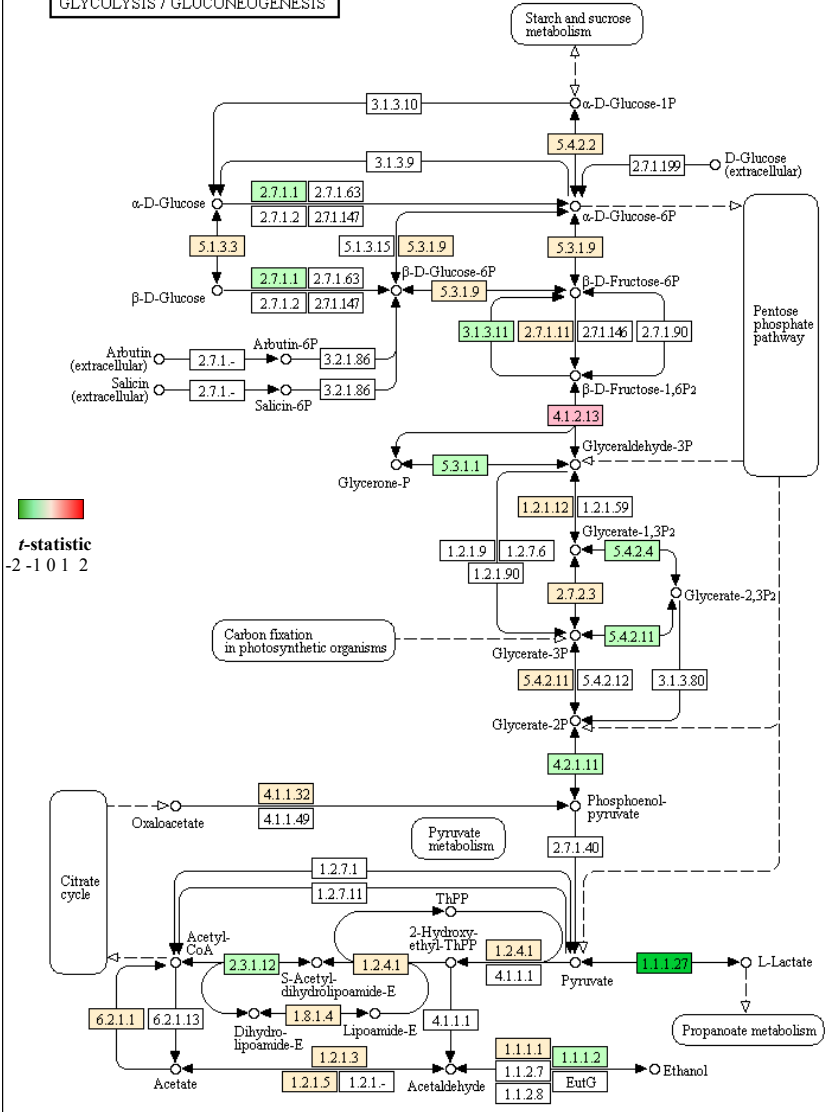 GLYCOLYSIS / GLUCONEOGENESIS
Starch and sucrose
metabolism
3.1.3.10
α-D-Glucose-1P
5.4.2.2
3.1.3.9
2.7.1.199
D-Glucose
(extracellular)
2.7.1.1
2.7.1.63
α-D-Glucose
2.7.1.2
2.7.1.147
α-D-Glucose-6P
5.1.3.3
5.1.3.15
5.3.1.9
5.3.1.9
2.7.1.1
2.7.1.63
β-D-Glucose-6P
β-D-Fructose-6P
β-D-Glucose
2.7.1.2
2.7.1.147
5.3.1.9
Pentose
phosphate
pathway
3.1.3.11
2.7.1.11
2.7.1.146
2.7.1.90
Arbutin
(extracellular)
2.7.1.-
Arbutin-6P
3.2.1.86
Salicin
(extracellular)
2.7.1.-
Salicin-6P
3.2.1.86
β-D-Fructose-1,6P2
4.1.2.13
Glyceraldehyde-3P
Glycerone-P
5.3.1.1
1.2.1.12
1.2.1.59
t-statistic
-2 -1 0 1 2
Glycerate-1,3P2
1.2.1.9
1.2.7.6
1.2.1.90
5.4.2.4
2.7.2.3
Glycerate-2,3P2
Carbon fixation
in photosynthetic organisms
5.4.2.11
Glycerate-3P
5.4.2.11
5.4.2.12
3.1.3.80
Glycerate-2P
4.2.1.11
4.1.1.32
Oxaloacetate
4.1.1.49
Phosphoenol-
pyruvate
Pyruvate
metabolism
2.7.1.40
Citrate
cycle
1.2.7.1
1.2.7.11
ThPP
Acetyl-
CoA
2-Hydroxy-
ethyl-ThPP
2.3.1.12
S-Acetyl-
dihydrolipoamide-E
1.2.4.1
1.2.4.1
4.1.1.1
Pyruvate
1.1.1.27
L-Lactate
6.2.1.1
6.2.1.13
Dihydro-
lipoamide-E
1.8.1.4
Lipoamide-E
4.1.1.1
Propanoate metabolism
1.2.1.3
Acetate
1.2.1.5
1.2.1.-
Acetaldehyde
1.1.1.1
1.1.1.2
1.1.2.7
EutG
1.1.2.8
Ethanol